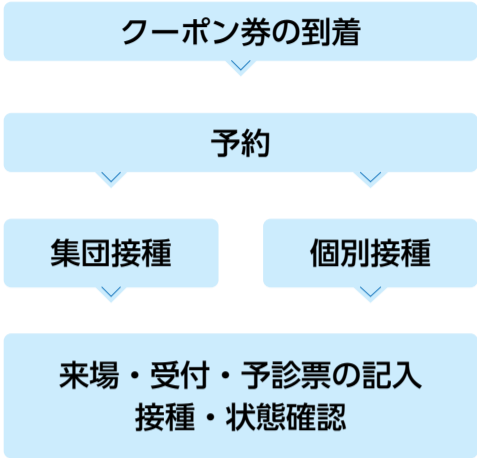 クーポン券の到着
予約
集団接種
個別接種
来場・受付・予診票の記入
接種・状態確認